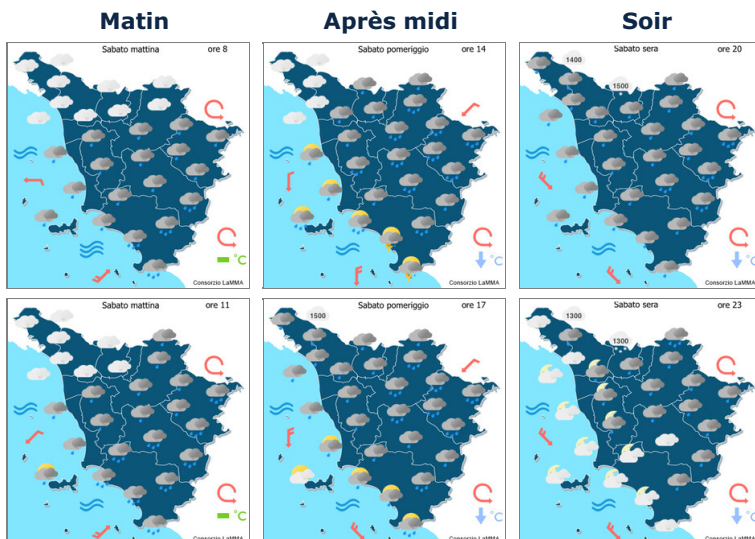 Matin Après midi Soir
Sabato mattina ore 8
Sabato pomeriggio ore 14
Sabato sera ore 20
1400
1500
°C
°C
°C
Consorzio LaMMA
Consorzio LaMMA
Consorzio LaMMA
Sabato mattina ore 11
Sabato pomeriggio ore 17
Sabato sera ore 23
1500
1300
1300
°C
°C
°C
Consorzio LaMMA
Consorzio LaMMA
Consorzio LaMMA